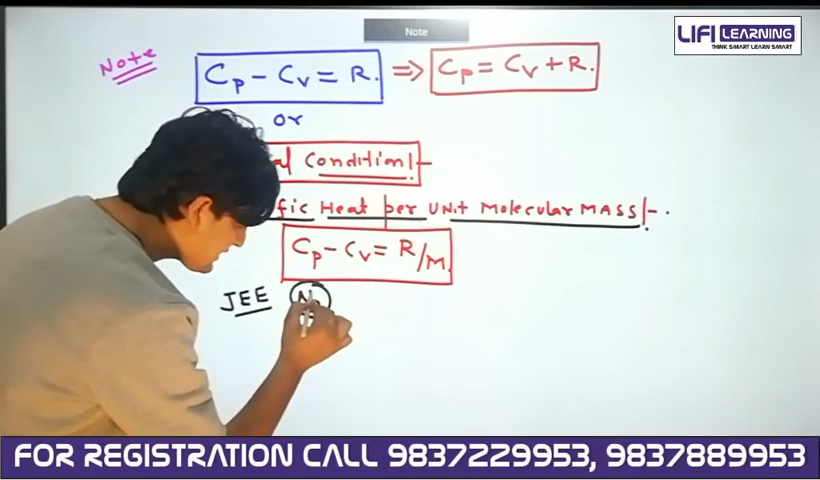 Note
LIFI LEARNING
THINK SMART LEARN SMART
Note
Cp - Cv = R. ⇒ Cp = Cv + R.
or
Condition!-
Heat per UNit Molecular MASS!-.
Cp - Cv = R/M.
JEE
FOR REGISTRATION CALL 9837229953, 9837889953